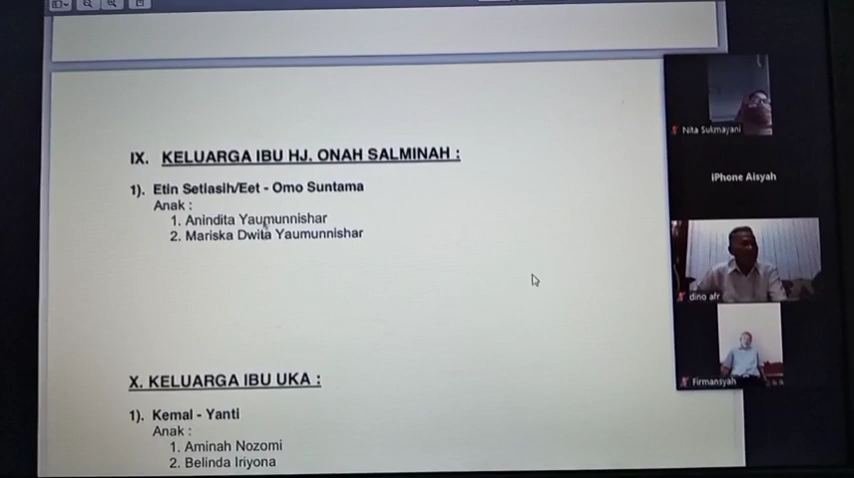 IX. KELUARGA IBU HJ. ONAH SALMINAH :
1). Etin Setiasih/Eet - Omo Suntama
Anak :
1. Anindita Yaumunnishar
2. Mariska Dwita Yaumunnishar
X. KELUARGA IBU UKA :
1). Kemal - Yanti
Anak :
1. Aminah Nozomi
2. Belinda Iriyona
Nita Sukmayani
iPhone Aisyah
dino afr
Firmansyah